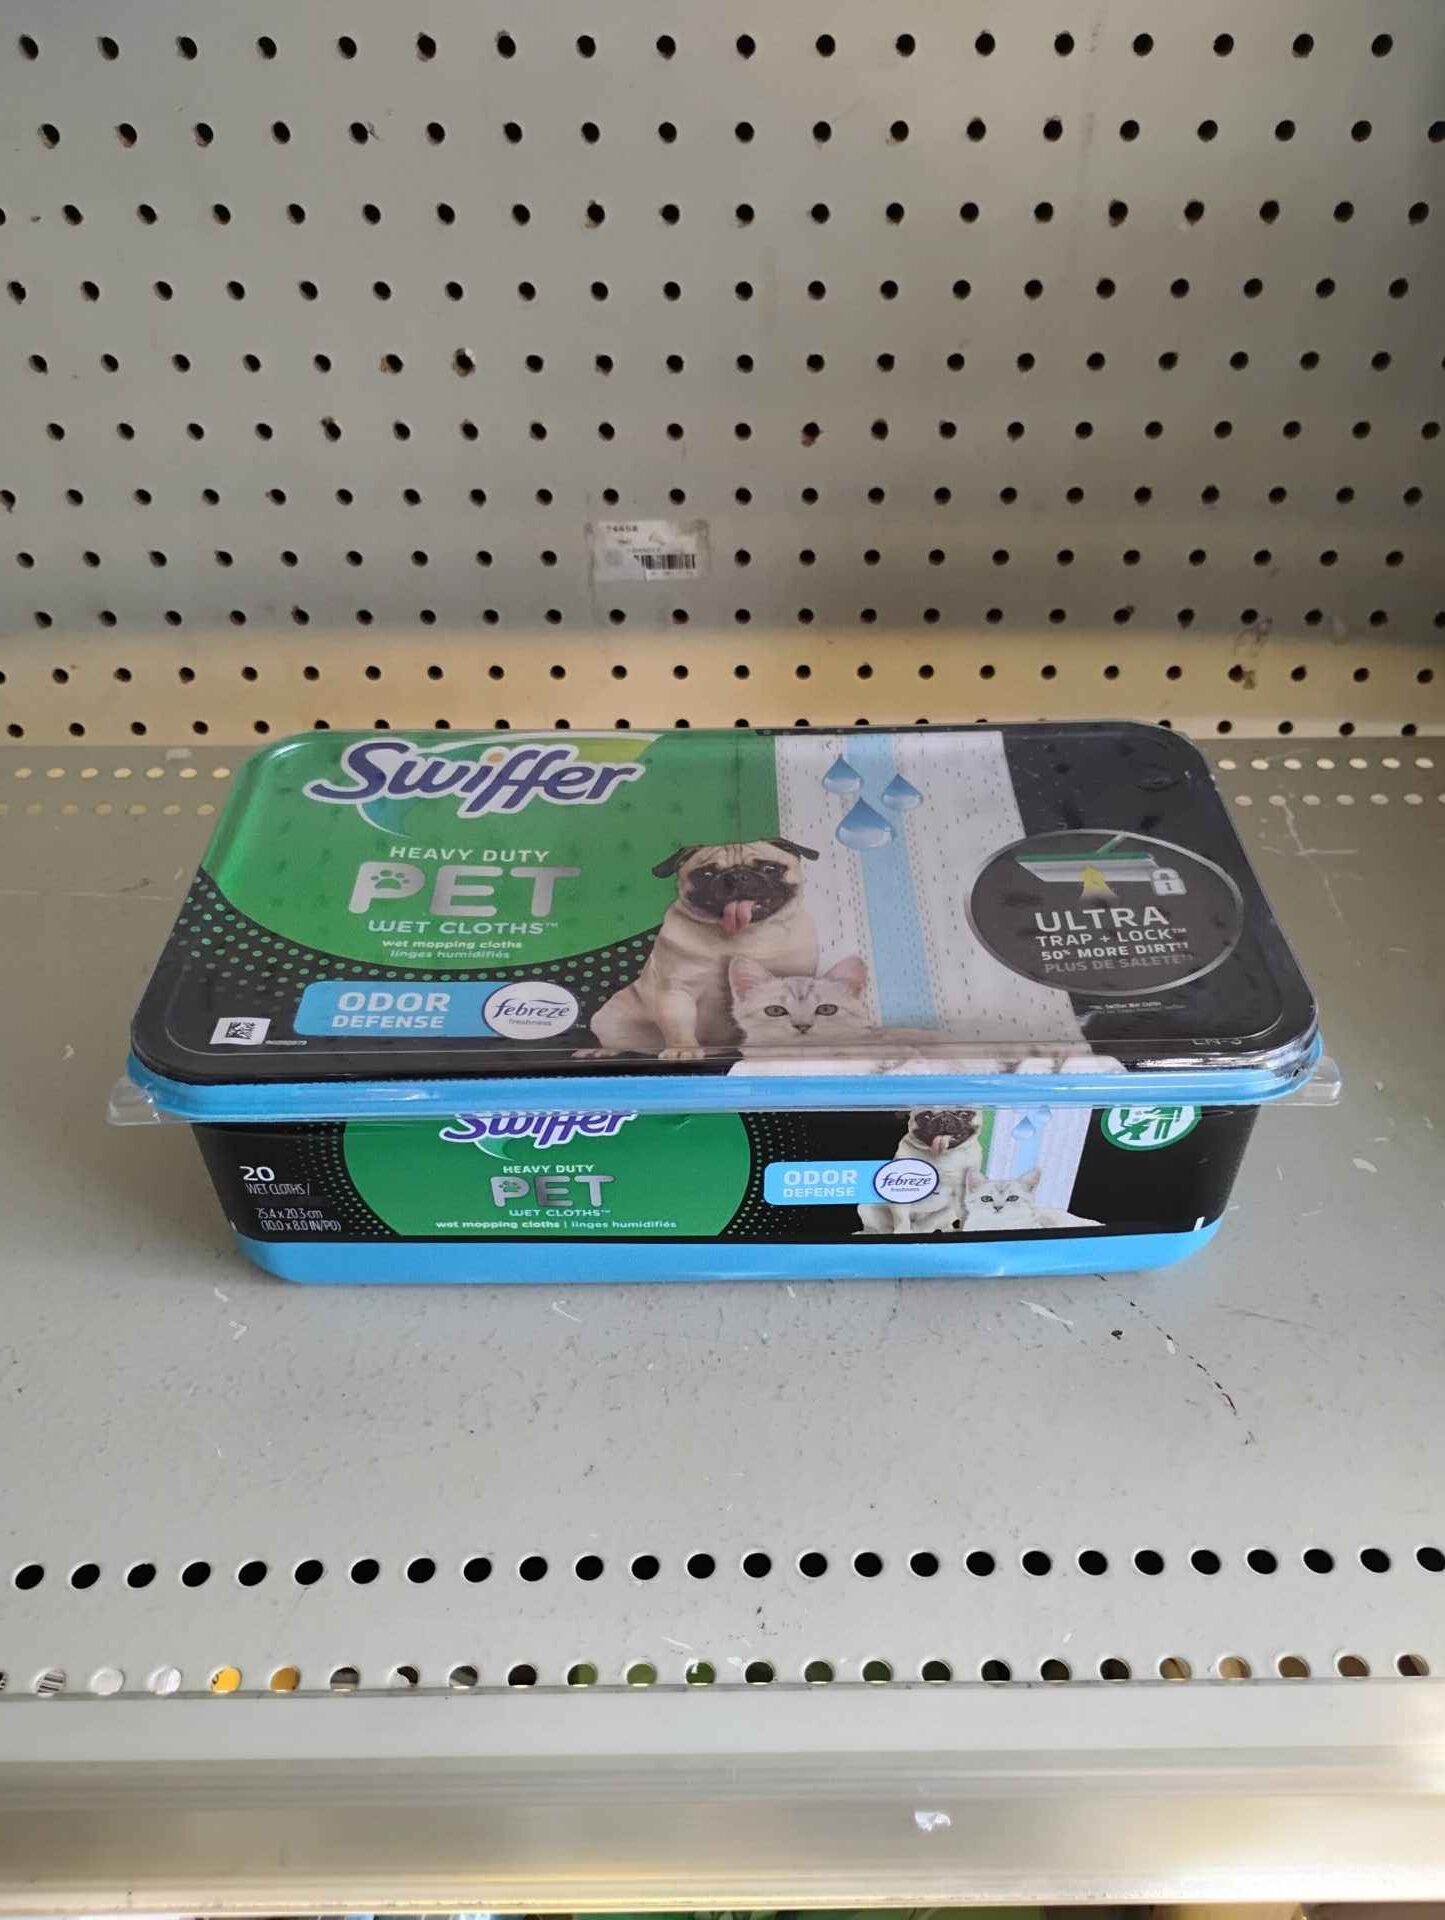 Swiffer
HEAVY DUTY
PET
WET CLOTHS™
wet mopping cloths
linges humidifiés
ODOR
DEFENSE
febreze
freshness
ULTRA
TRAP + LOCK™
50% MORE DIRT††
PLUS DE SALETÉ††
Swiffer
HEAVY DUTY
PET
WET CLOTHS™
wet mopping cloths | linges humidifiés
20
WET CLOTHS /
25.4 x 20.3 cm
(10.0 x 8.0 IN/PO)
ODOR
DEFENSE
febreze
freshness